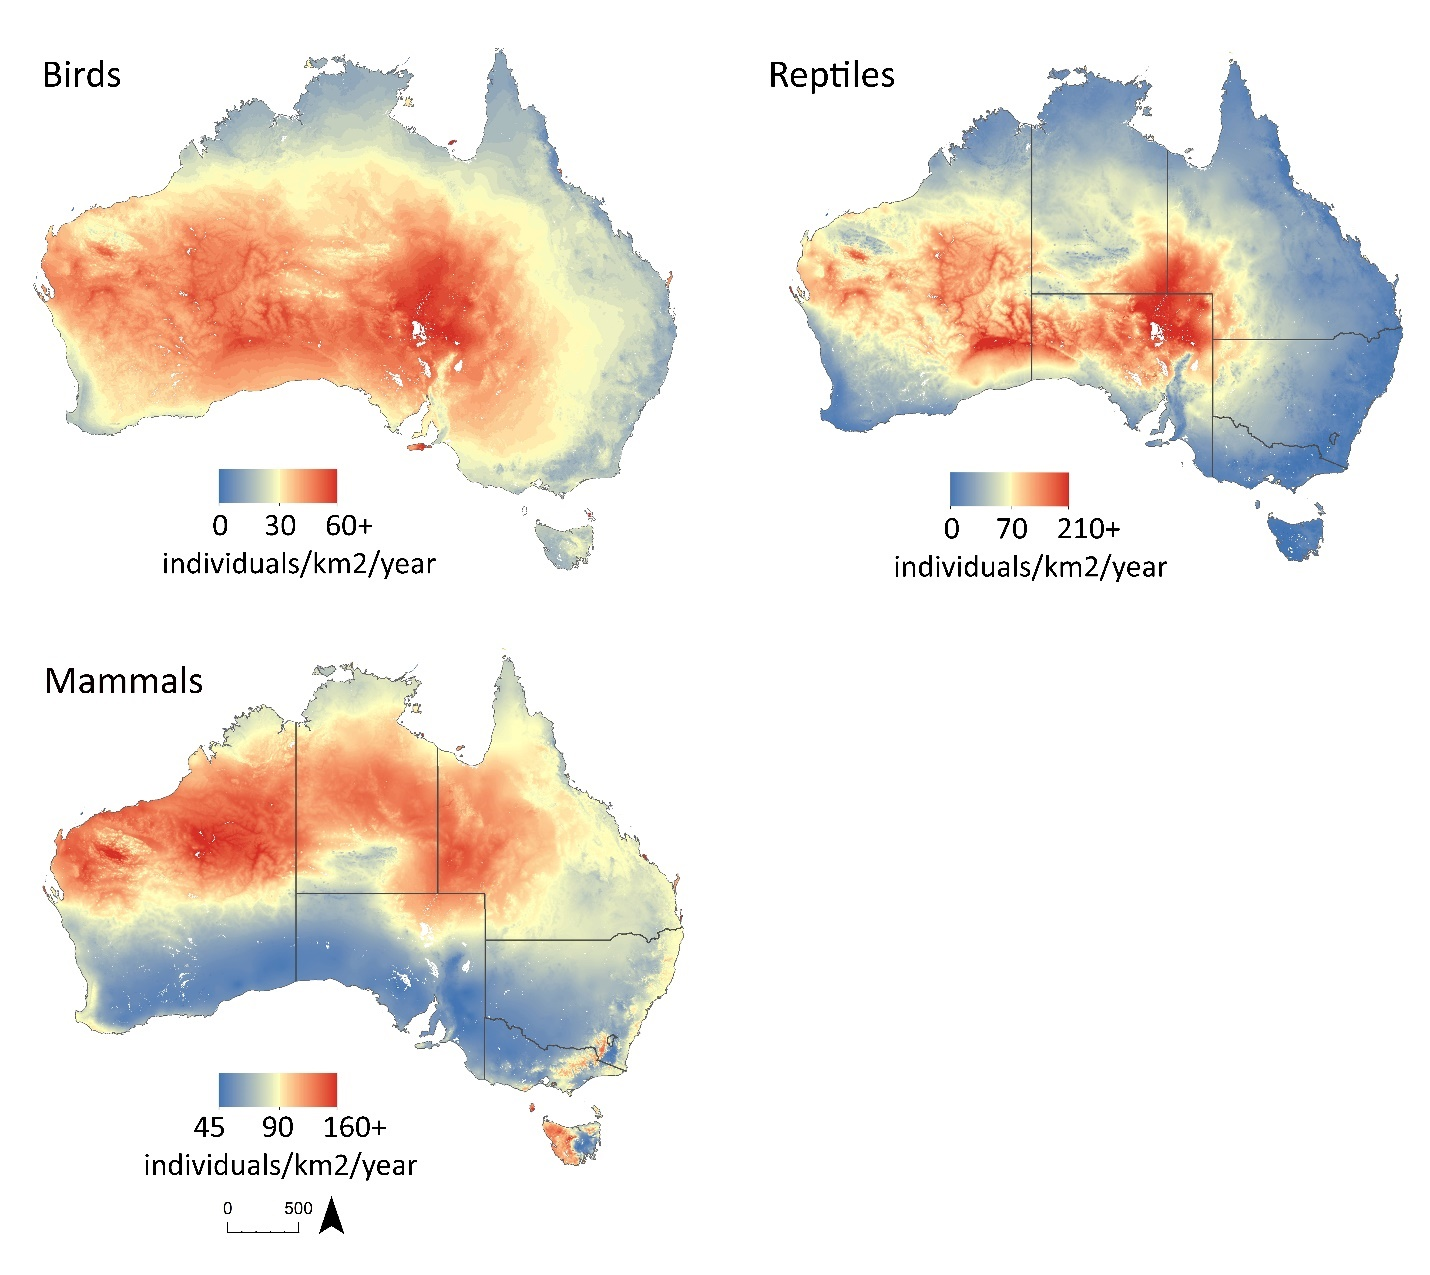 Birds
0 30 60+
individuals/km2/year
Reptiles
0 70 210+
individuals/km2/year
Mammals
45 90 160+
individuals/km2/year
0 500